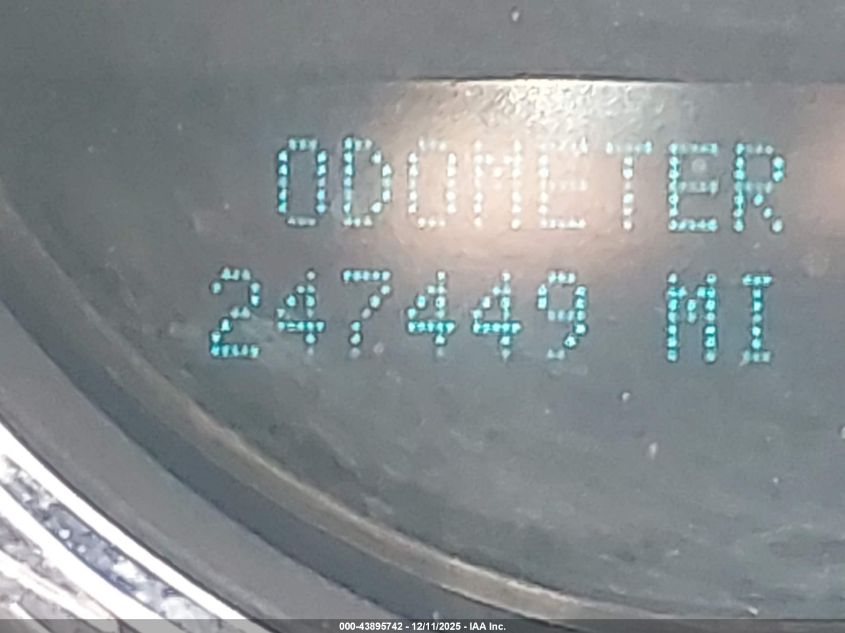 ODOMETER
247449 MI
000-43895742 - 12/11/2025 - IAA Inc.